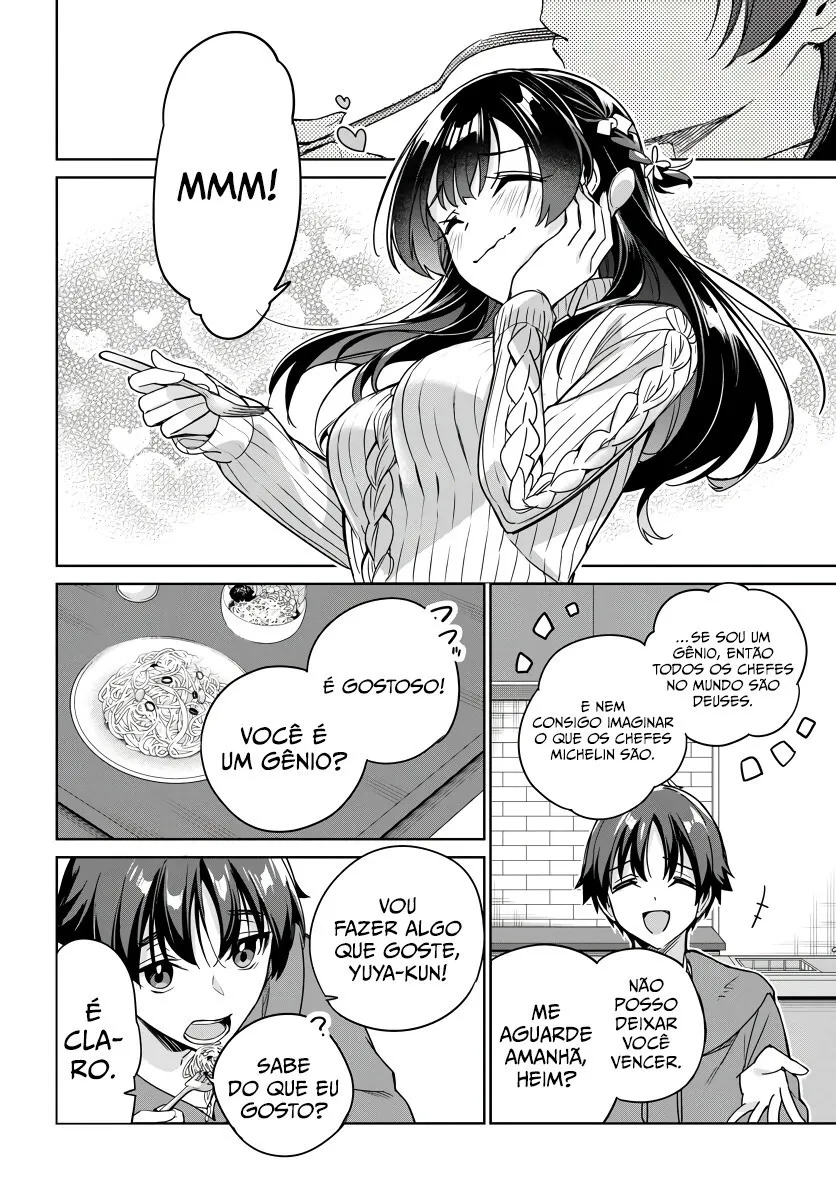 MMM!
É GOSTOSO!
VOCÊ É
UM GÊNIO?
...SE SOU UM
GÊNIO, ENTÃO
TODOS OS CHEFES
NO MUNDO SÃO
DEUSES.
E NEM
CONSIGO IMAGINAR
O QUE OS CHEFES
MICHELIN SÃO.
NÃO
POSSO
DEIXAR
VOCÊ
VENCER.
ME
AGUARDE
AMANHÃ,
HEIM?
VOU
FAZER ALGO
QUE GOSTE,
YUYA-KUN!
?
SABE
DO QUE EU
GOSTO?
É
CLA-
RO.